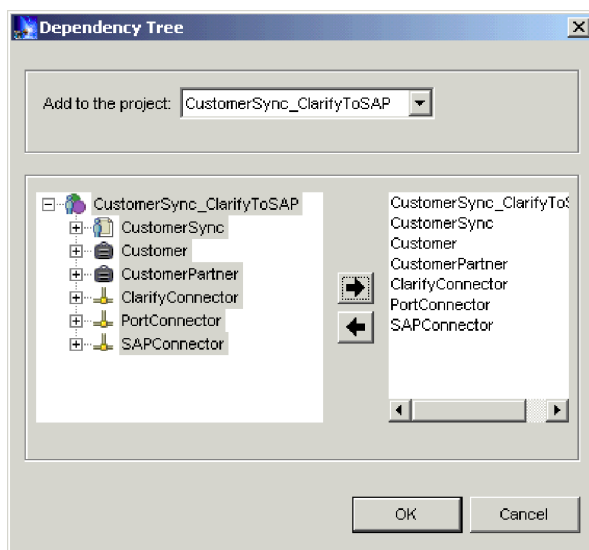 Dependency Tree
Add to the project: CustomerSync_ClarifyToSAP
CustomerSync_ClarifyToSAP
CustomerSync
Customer
CustomerPartner
ClarifyConnector
PortConnector
SAPConnector
CustomerSync_ClarifyToS
CustomerSync
Customer
CustomerPartner
ClarifyConnector
PortConnector
SAPConnector
OK Cancel